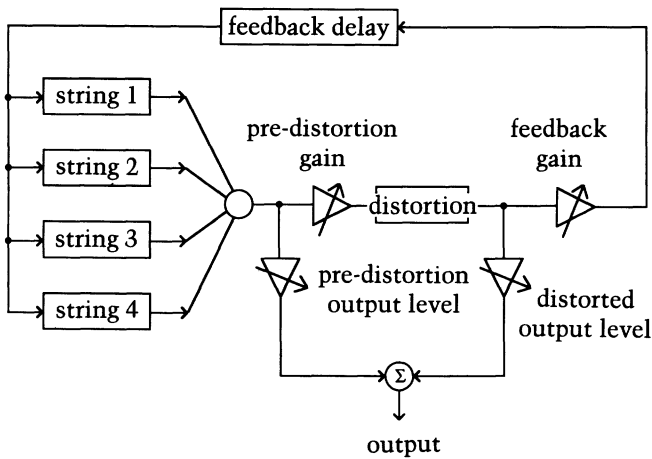 feedback delay
string 1
string 2
string 3
string 4
pre-distortion
gain
distortion
feedback
gain
pre-distortion
output level
distorted
output level
Σ
output